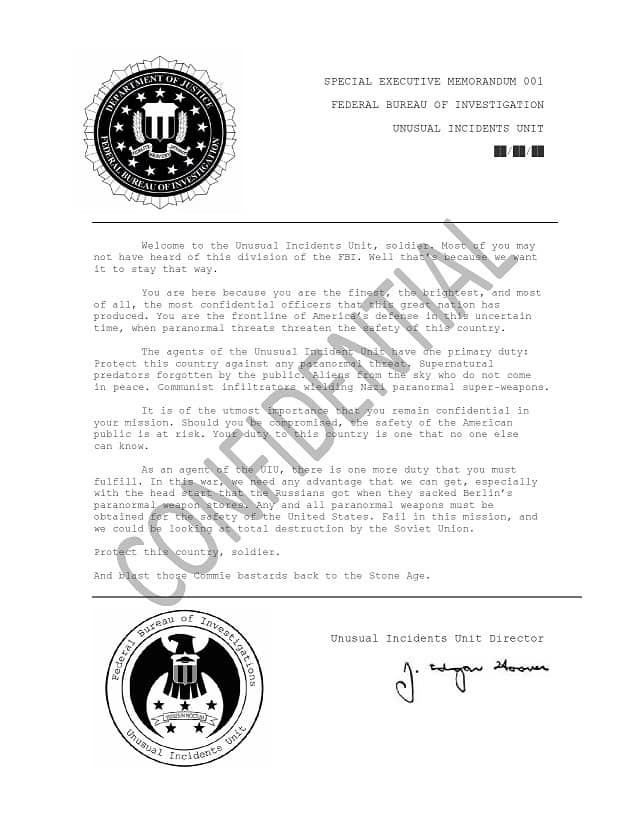 DEPARTMENT OF JUSTICE
FEDERAL BUREAU OF INVESTIGATION
FIDELITY BRAVERY INTEGRITY
SPECIAL EXECUTIVE MEMORANDUM 001
FEDERAL BUREAU OF INVESTIGATION
UNUSUAL INCIDENTS UNIT
██/██/██
Welcome to the Unusual Incidents Unit, soldier. Most of you may
not have heard of this division of the FBI. Well that's because we want
it to stay that way.
You are here because you are the finest, the brightest, and most
of all, the most confidential officers that this great nation has
produced. You are the frontline of America's defense in this uncertain
time, when paranormal threats threaten the safety of this country.
The agents of the Unusual Incident Unit have one primary duty:
Protect this country against any paranormal threat. Supernatural
predators forgotten by the public. Aliens from the sky who do not come
in peace. Communist infiltrators wielding Nazi paranormal super-weapons.
It is of the utmost importance that you remain confidential in
your mission. Should you be compromised, the safety of the American
public is at risk. Your duty to this country is one that no one else
can know.
As an agent of the UIU, there is one more duty that you must
fulfill. In this war, we need any advantage that we can get, especially
with the head start that the Russians got when they sacked Berlin's
paranormal weapon stores. Any and all paranormal weapons must be
obtained for the safety of the United States. Fail in this mission, and
we could be looking at total destruction by the Soviet Union.
Protect this country, soldier.
And blast those Commie bastards back to the Stone Age.
CONFIDENTIAL
Federal Bureau of Investigations
Unusual Incidents Unit
Unusual Incidents Unit Director
J. Edgar Hoover